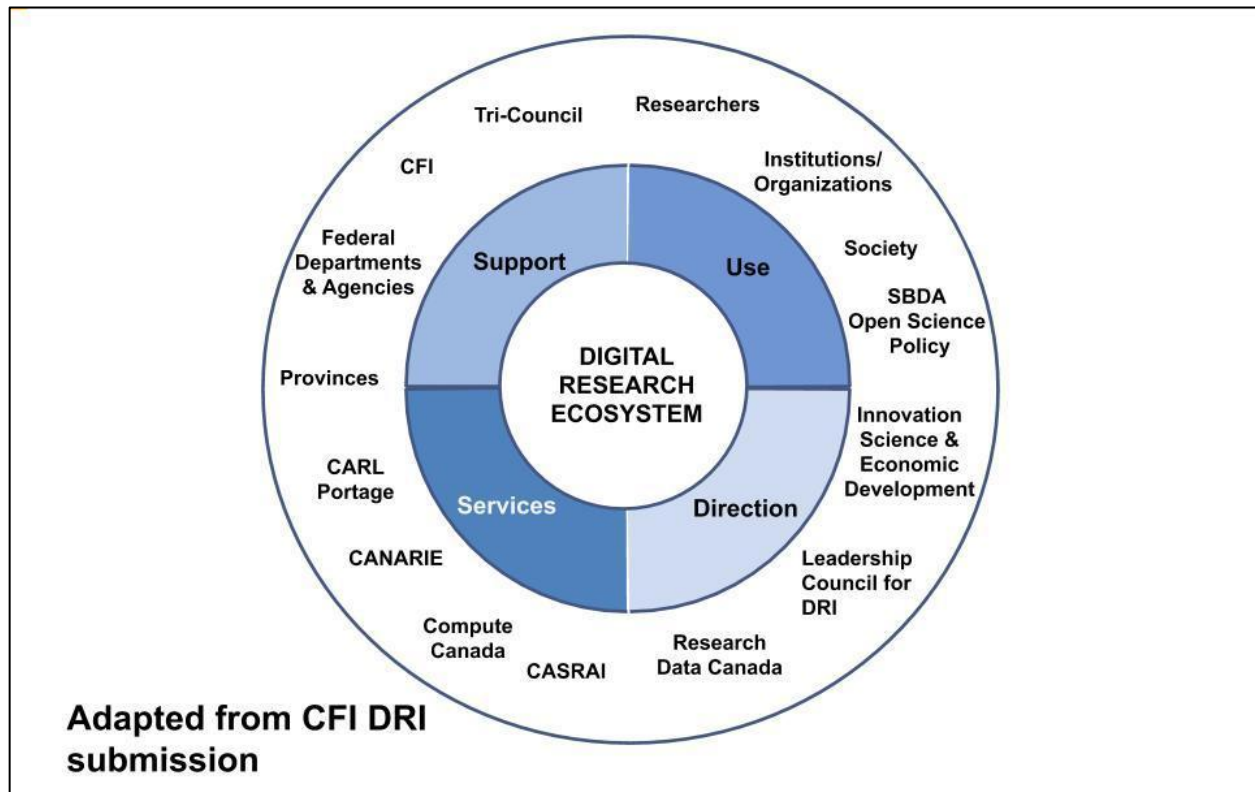 Tri-Council
Researchers
CFI
Institutions/
Organizations
Federal
Departments
& Agencies
Support
Use
Society
SBDA
Open Science
Policy
DIGITAL
RESEARCH
ECOSYSTEM
Provinces
Innovation
Science &
Economic
Development
CARL
Portage
Services
Direction
CANARIE
Leadership
Council for
DRI
Compute
Canada
CASRAI
Research
Data Canada
Adapted from CFI DRI
submission